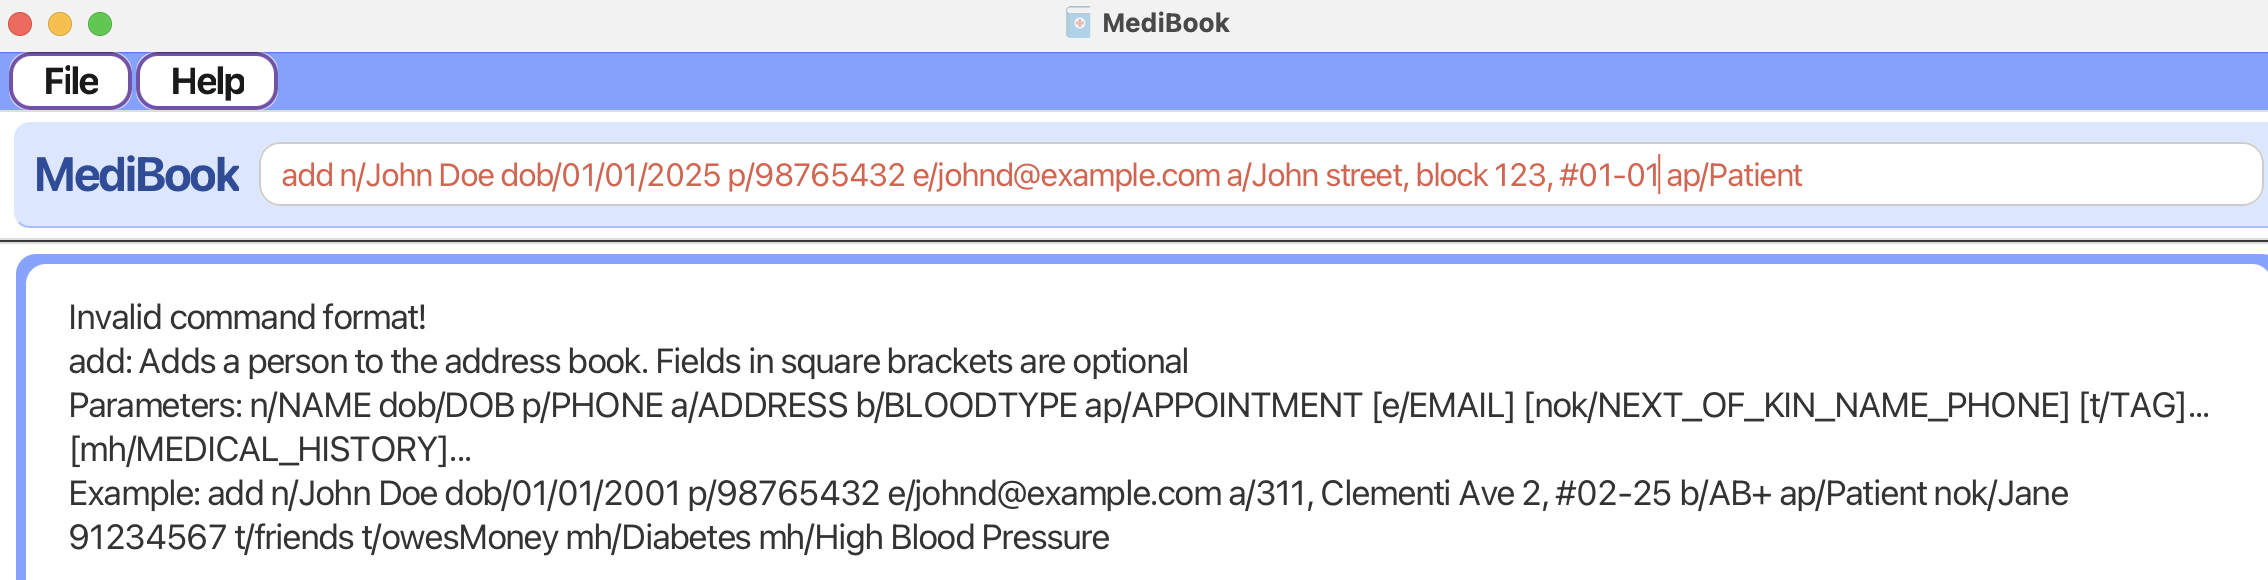 MediBook
File Help
MediBook add n/John Doe dob/01/01/2025 p/98765432 e/johnd@example.com a/John street, block 123, #01-01 ap/Patient
Invalid command format!
add: Adds a person to the address book. Fields in square brackets are optional
Parameters: n/NAME dob/DOB p/PHONE a/ADDRESS b/BLOODTYPE ap/APPOINTMENT [e/EMAIL] [nok/NEXT_OF_KIN_NAME_PHONE] [t/TAG]...
[mh/MEDICAL_HISTORY]...
Example: add n/John Doe dob/01/01/2001 p/98765432 e/johnd@example.com a/311, Clementi Ave 2, #02-25 b/AB+ ap/Patient nok/Jane
91234567 t/friends t/owesMoney mh/Diabetes mh/High Blood Pressure